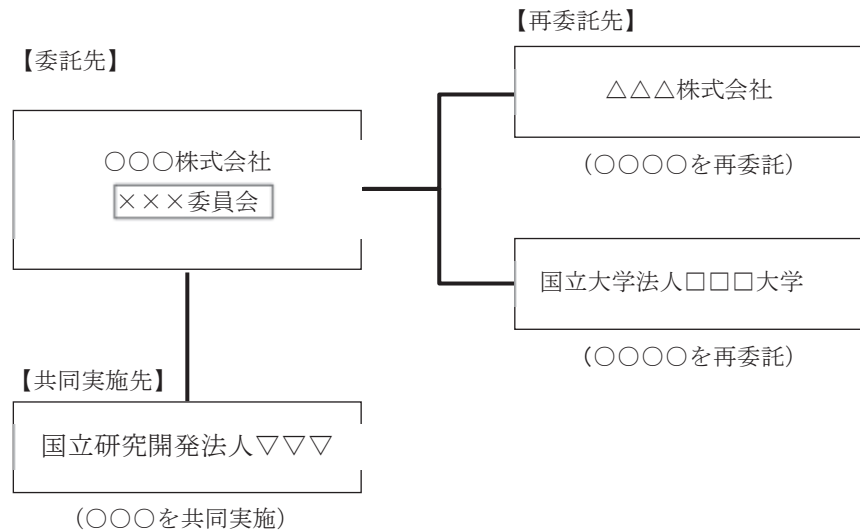 【委託先】
○○○株式会社
×××委員会
【再委託先】
△△△株式会社
(○○○○を再委託)
国立大学法人□□□大学
(○○○○を再委託)
【共同実施先】
国立研究開発法人▽▽▽
(○○○を共同実施)